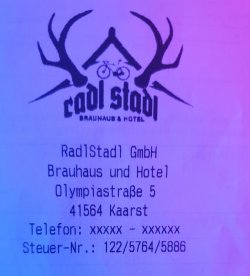 radl stadl
BRAUHAUS & HOTEL
RadlStadl GmbH
Brauhaus und Hotel
Olympiastraße 5
41564 Kaarst
Telefon: xxxxx - xxxxxx
Steuer-Nr.: 122/5764/5886